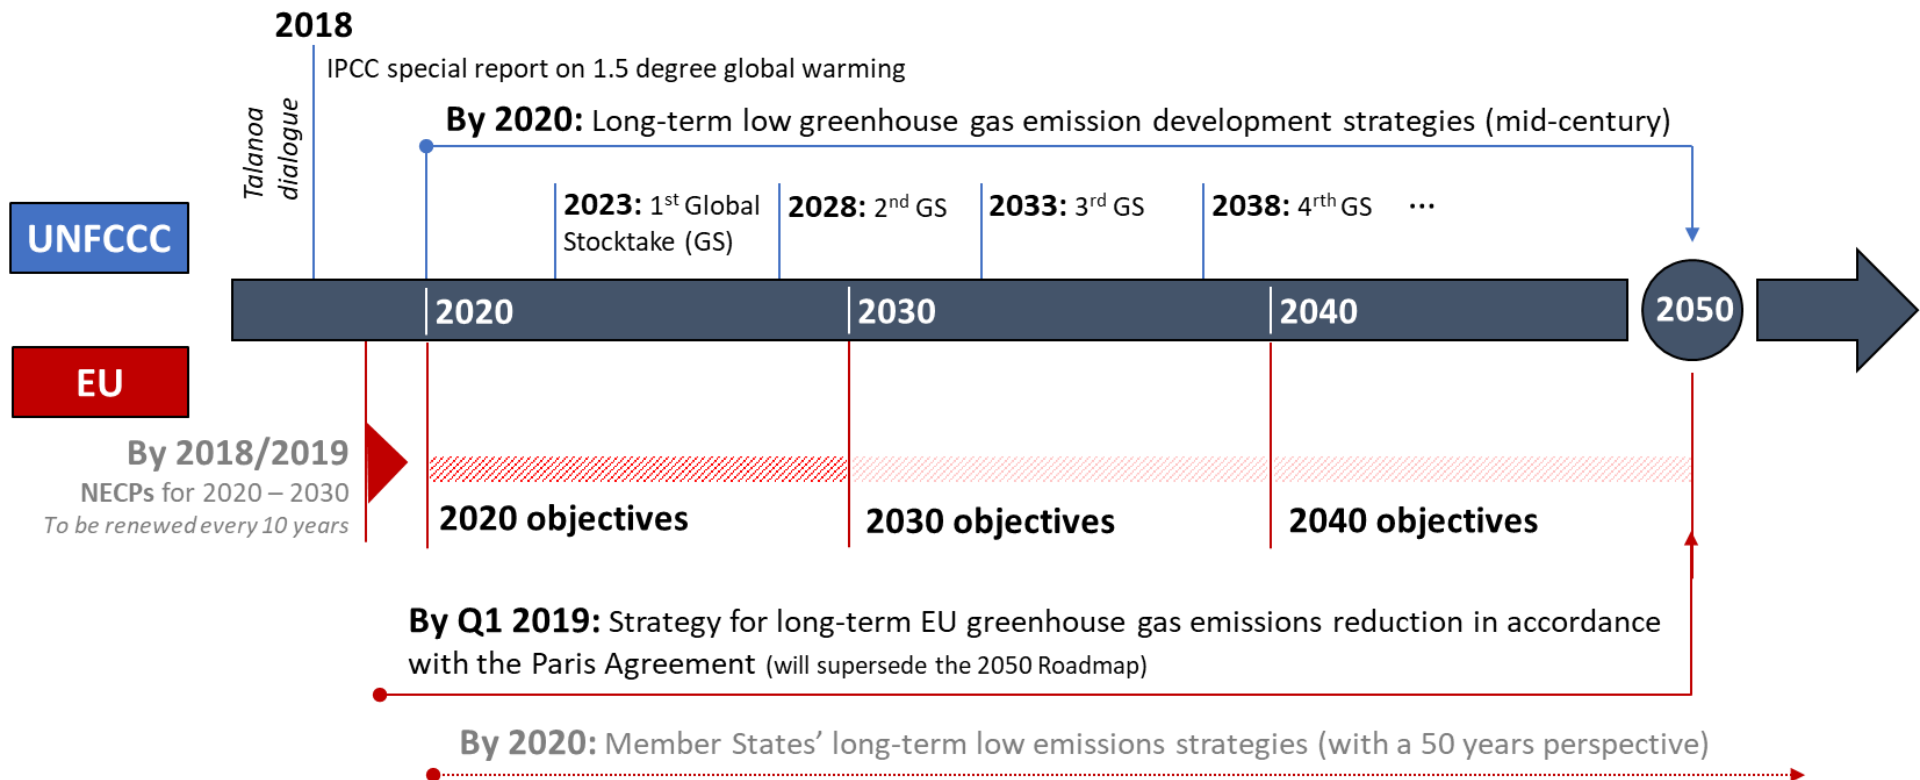 2018
IPCC special report on 1.5 degree global warming
Talanoa
dialogue
By 2020: Long-term low greenhouse gas emission development strategies (mid-century)
2023: 1st Global
Stocktake (GS)
2028: 2nd GS
2033: 3rd GS
2038: 4rth GS
...
UNFCCC
2020
2030
2040
2050
EU
By 2018/2019
NECPs for 2020 – 2030
To be renewed every 10 years
2020 objectives
2030 objectives
2040 objectives
By Q1 2019: Strategy for long-term EU greenhouse gas emissions reduction in accordance
with the Paris Agreement (will supersede the 2050 Roadmap)
By 2020: Member States’ long-term low emissions strategies (with a 50 years perspective)